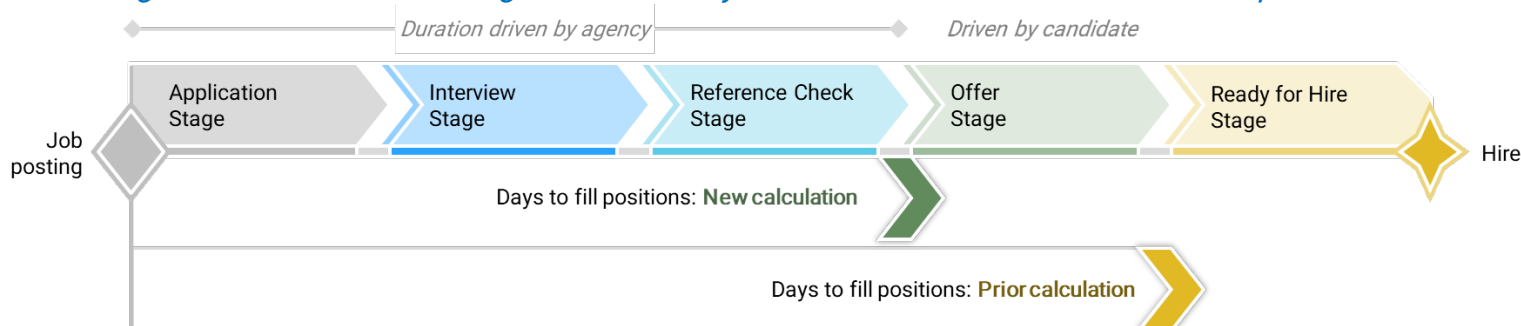 Duration driven by agency
Driven by candidate
Application
Stage
Interview
Stage
Reference Check
Stage
Offer
Stage
Ready for Hire
Stage
Job
posting
Hire
Days to fill positions: New calculation
Days to fill positions: Prior calculation